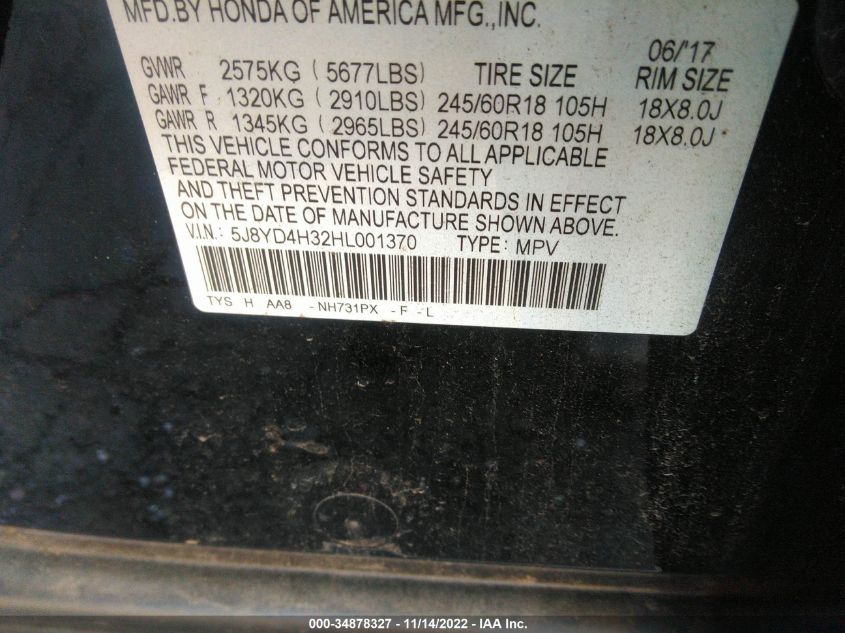 MFD.BY HONDA OF AMERICA MFG.,INC.
06/'17
GVWR 2575KG (5677LBS) TIRE SIZE RIM SIZE
GAWR F 1320KG (2910LBS) 245/60R18 105H 18X8.0J
GAWR R 1345KG (2965LBS) 245/60R18 105H 18X8.0J
THIS VEHICLE CONFORMS TO ALL APPLICABLE
FEDERAL MOTOR VEHICLE SAFETY
AND THEFT PREVENTION STANDARDS IN EFFECT
ON THE DATE OF MANUFACTURE SHOWN ABOVE.
V.I.N.: 5J8YD4H32HL001370 TYPE: MPV
TYS H AA8 -NH731PX -F -L
000-34878327 - 11/14/2022 - IAA Inc.